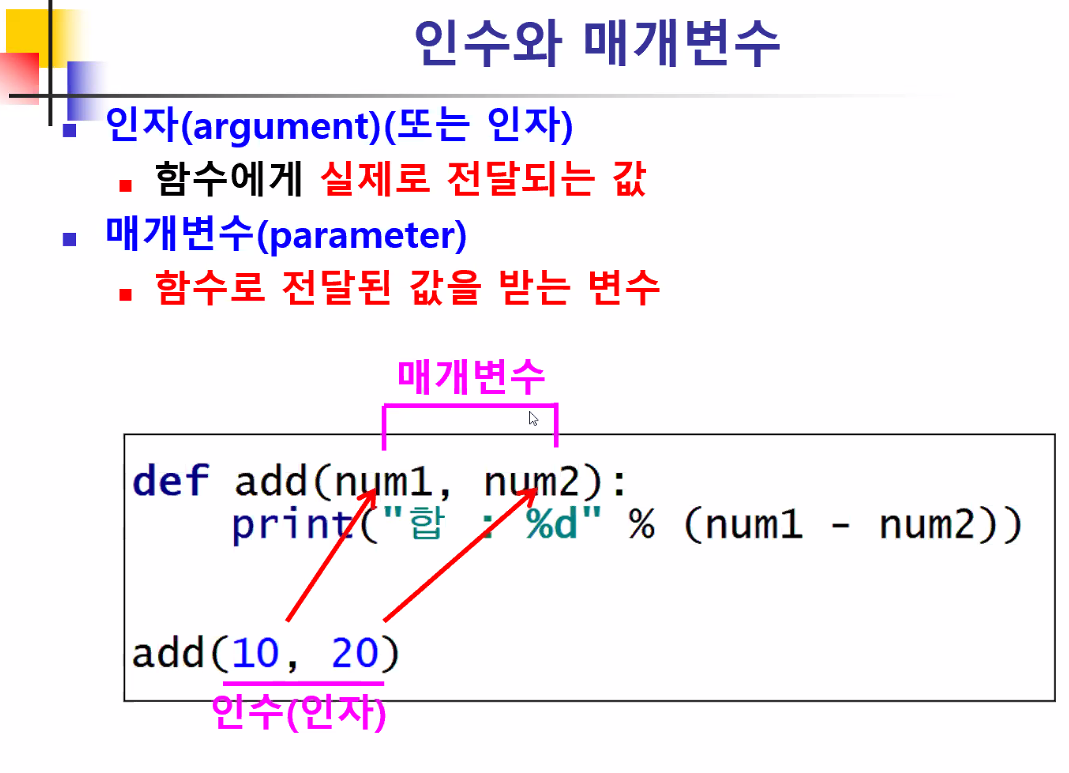 인수와 매개변수
인자(argument)(또는 인자)
함수에게 실제로 전달되는 값
매개변수(parameter)
함수로 전달된 값을 받는 변수
매개변수
def add(num1, num2):
print("합 : %d" % (num1 - num2))
add(10, 20)
인수(인자)